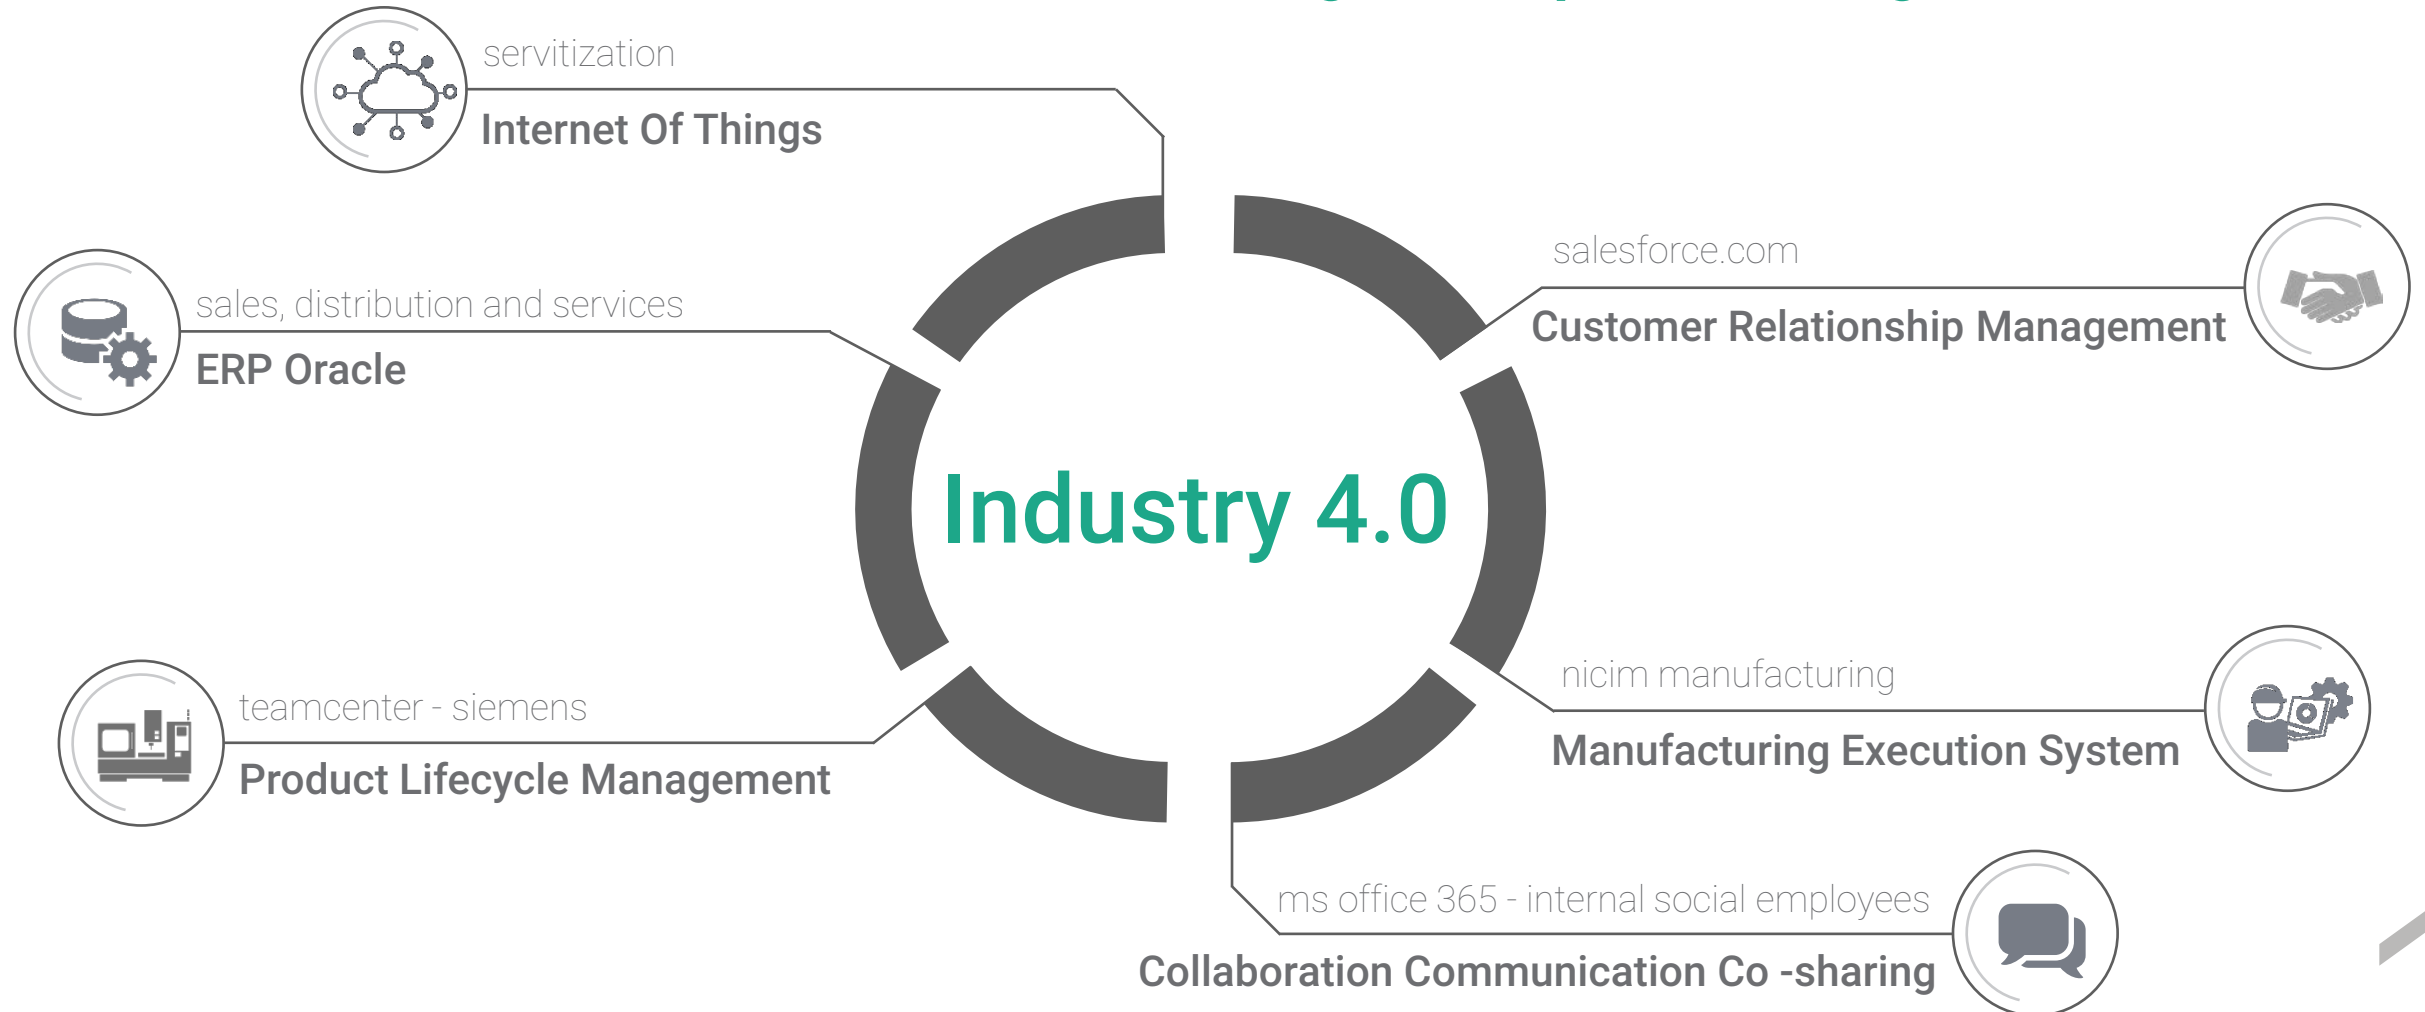 servitization
Internet Of Things
salesforce.com
Customer Relationship Management
sales, distribution and services
ERP Oracle
Industry 4.0
nicim manufacturing
Manufacturing Execution System
teamcenter - siemens
Product Lifecycle Management
ms office 365 - internal social employees
Collaboration Communication Co -sharing